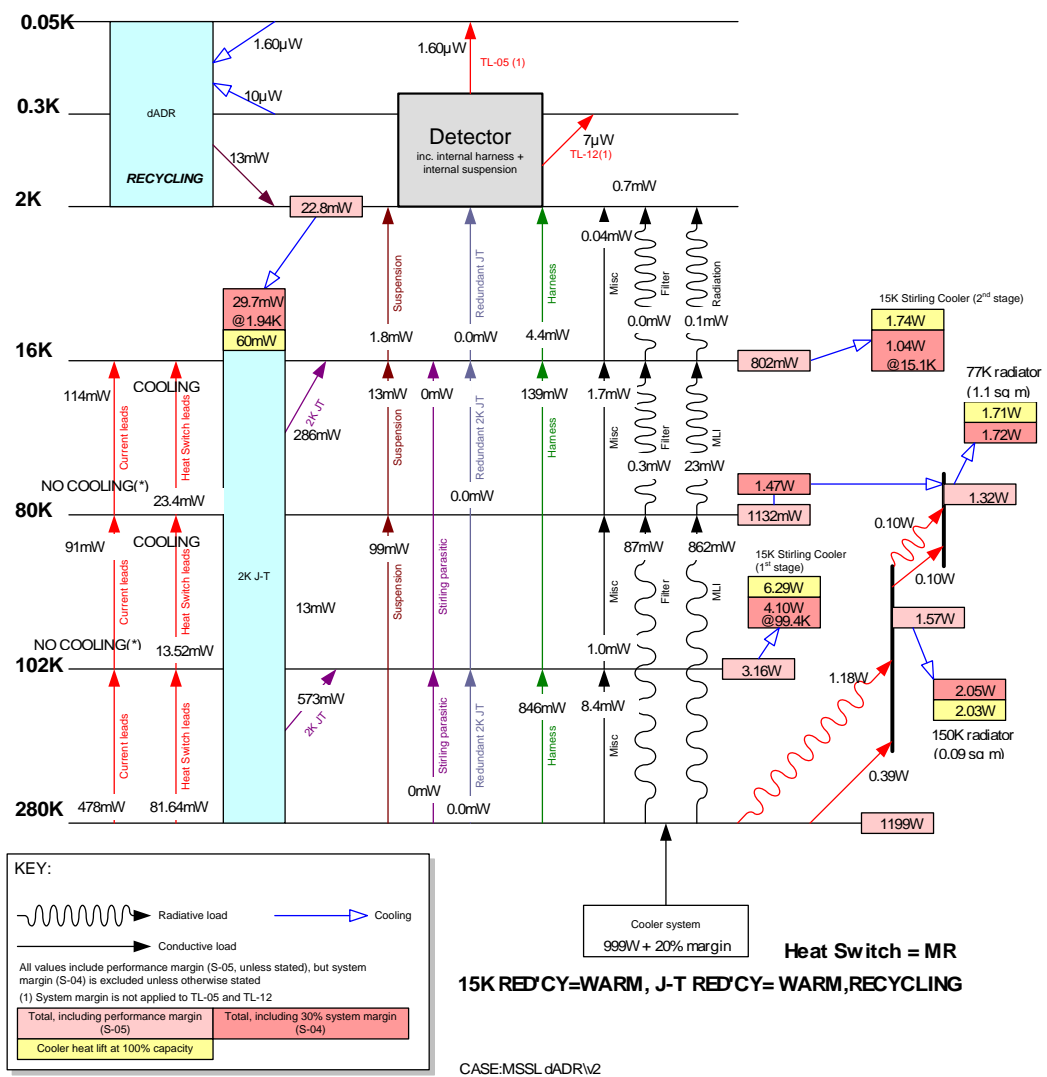 0.05K
1.60µW
1.60µW
TL-05 (1)
10µW
0.3K
dADR
Detector
inc. internal harness +
internal suspension
7µW
TL-12(1)
13mW
RECYCLING
0.7mW
2K
22.8mW
0.04mW
Suspension
Redundant JT
Harness
Misc
Filter
Radiation
29.7mW
@1.94K
60mW
1.8mW
0.0mW
4.4mW
0.0mW
0.1mW
15K Stirling Cooler (2nd stage)
1.74W
1.04W
@15.1K
16K
802mW
114mW
COOLING
13mW
0mW
139mW
1.7mW
77K radiator
(1.1 sq m)
1.71W
1.72W
Current leads
Heat Switch leads
2K JT
286mW
Suspension
Redundant 2K JT
Harness
Misc
Filter
MLI
0.3mW
23mW
NO COOLING(*)
23.4mW
0.0mW
1.47W
1.32W
80K
1132mW
91mW
COOLING
99mW
87mW
862mW
0.10W
15K Stirling Cooler
(1st stage)
6.29W
4.10W
@99.4K
0.10W
Current leads
Heat Switch leads
2K J-T
13mW
Suspension
Stirling parasitic
Misc
Filter
MLI
1.57W
NO COOLING(*)
13.52mW
1.0mW
102K
3.16W
1.18W
573mW
846mW
8.4mW
2.05W
2.03W
150K radiator
(0.09 sq m)
Current leads
Heat Switch leads
2K JT
Stirling parasitic
Redundant 2K JT
Harness
Misc
0.39W
0mW
478mW
81.64mW
0.0mW
280K
1199W
KEY:
Radiative load
Cooling
Conductive load
All values include performance margin (S-05, unless stated), but system
margin (S-04) is excluded unless otherwise stated
(1) System margin is not applied to TL-05 and TL-12
Total, including performance margin
(S-05)
Total, including 30% system margin
(S-04)
Cooler heat lift at 100% capacity
Cooler system
999W + 20% margin
Heat Switch = MR
15K RED'CY=WARM, J-T RED'CY= WARM,RECYCLING
CASE:MSSL dADR\v2